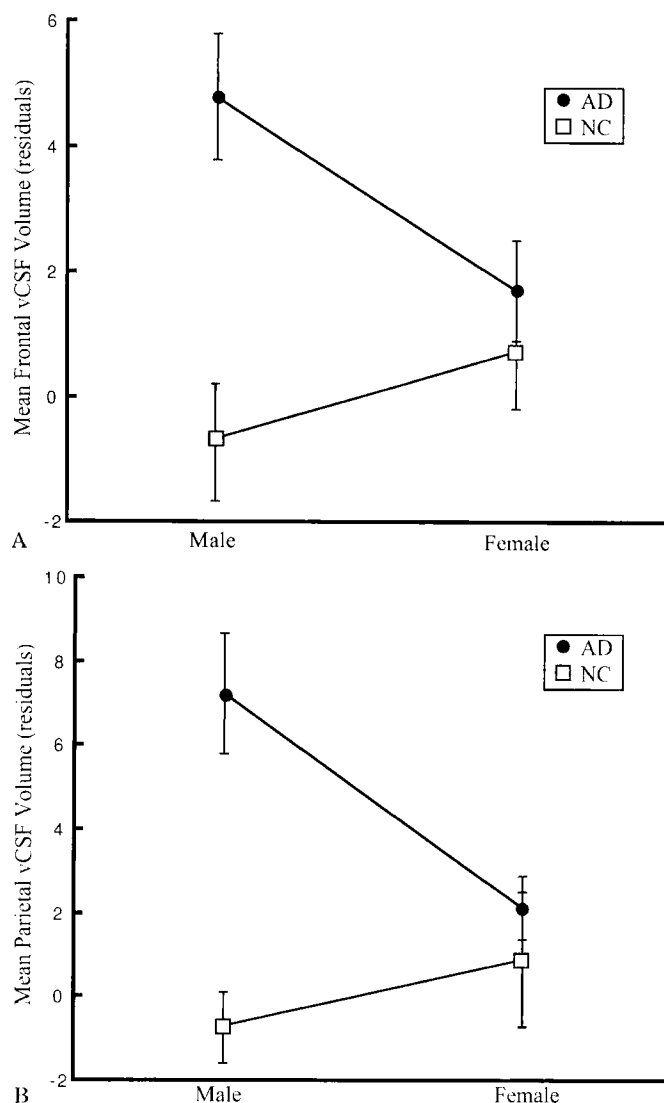 6
AD
NC
4
2
0
-2
Mean Frontal vCSF Volume (residuals)
A
Male Female
10
AD
NC
8
6
4
2
0
-2
Mean Parietal vCSF Volume (residuals)
B
Male Female